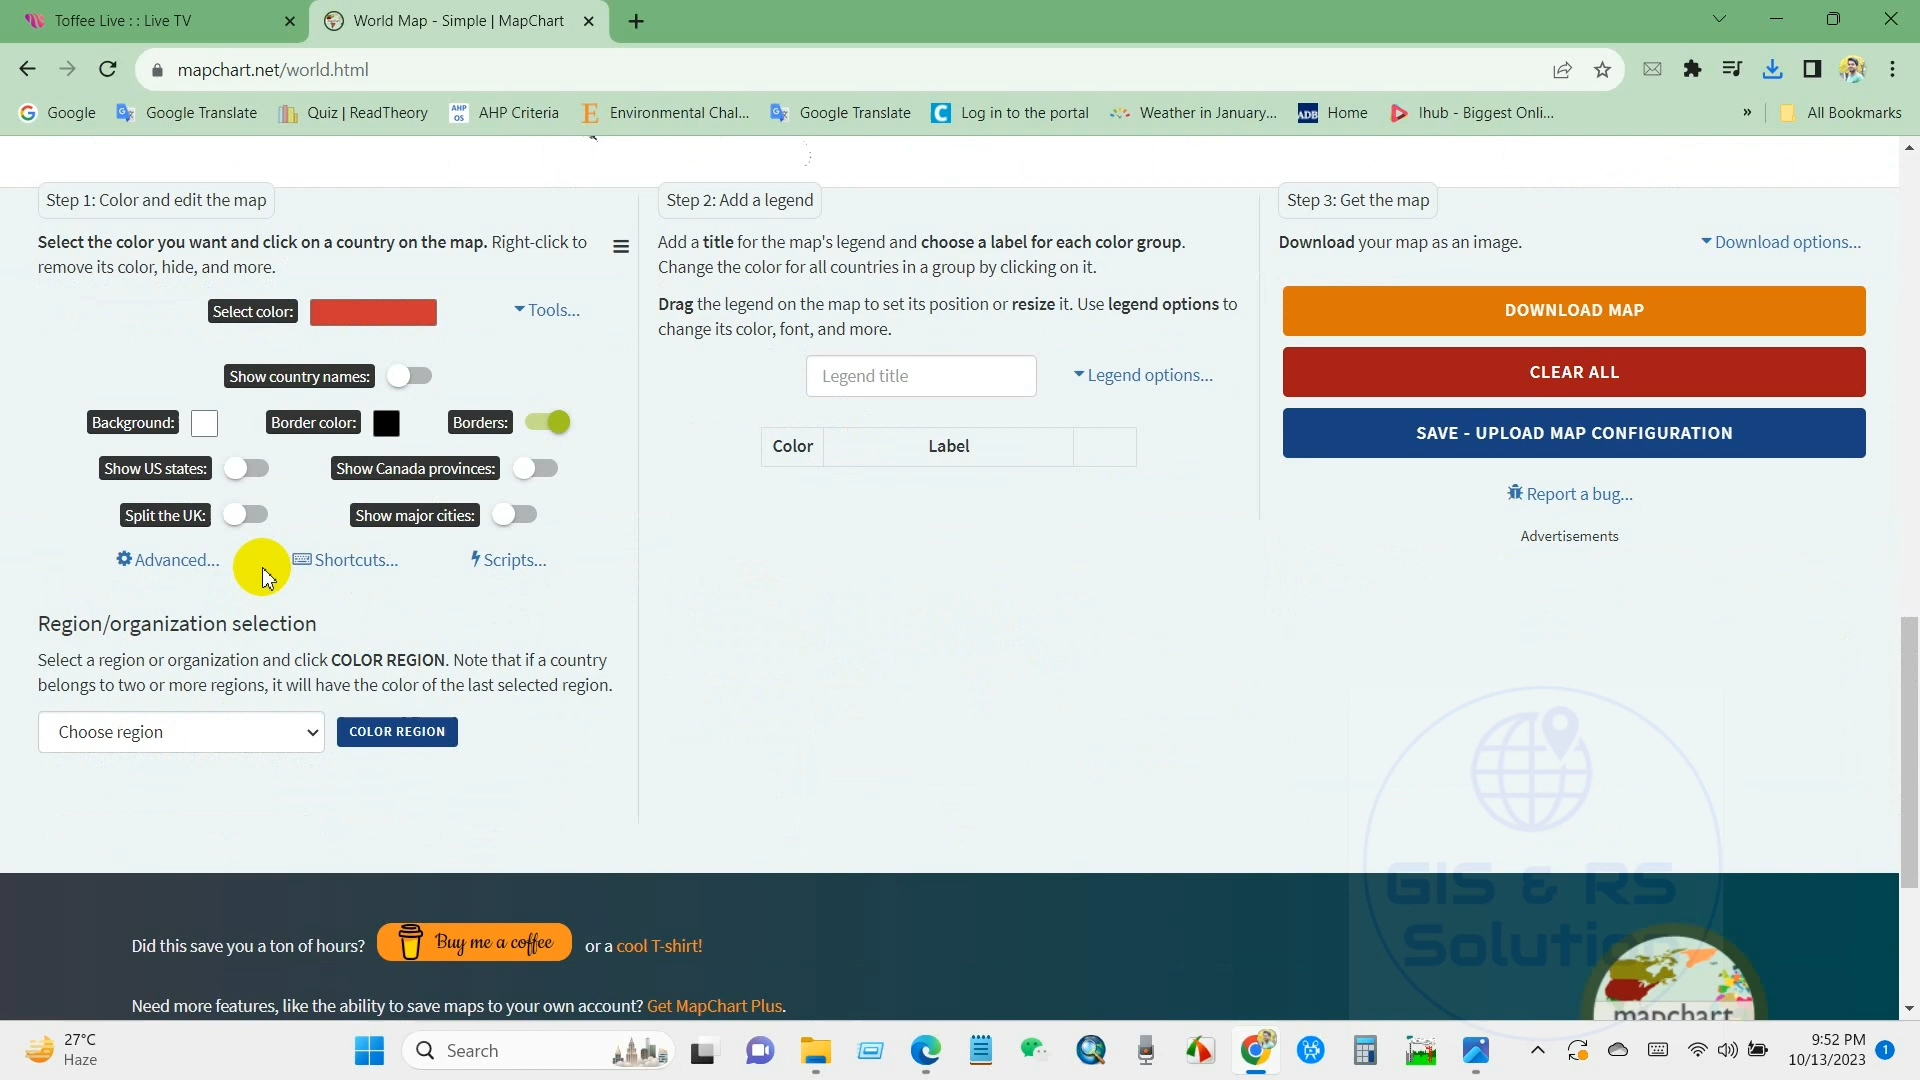 Toffee Live : : Live TV
World Map - Simple | MapChart
mapchart.net/world.html
Google
Google Translate
Quiz | ReadTheory
AHP OS
AHP Criteria
Environmental Chal...
Google Translate
Log in to the portal
Weather in January,...
ADB
Home
Ihub - Biggest Onli...
»
All Bookmarks
Step 1: Color and edit the map
Select the color you want and click on a country on the map. Right-click to
remove its color, hide, and more.
Select color:
Tools...
Show country names:
Background:
Border color:
Borders:
Show US states:
Show Canada provinces:
Split the UK:
Show major cities:
Advanced...
Shortcuts...
Scripts...
Region/organization selection
Select a region or organization and click COLOR REGION. Note that if a country
belongs to two or more regions, it will have the color of the last selected region.
Choose region
COLOR REGION
Step 2: Add a legend
Add a title for the map's legend and choose a label for each color group.
Change the color for all countries in a group by clicking on it.
Drag the legend on the map to set its position or resize it. Use legend options to
change its color, font, and more.
Legend title
Legend options...
Color
Label
Step 3: Get the map
Download your map as an image.
Download options...
DOWNLOAD MAP
CLEAR ALL
SAVE - UPLOAD MAP CONFIGURATION
Report a bug...
Advertisements
GIS & RS
Solution
Did this save you a ton of hours?
Buy me a coffee
or a cool T-shirt!
Need more features, like the ability to save maps to your own account? Get MapChart Plus.
mapchart
27°C
Haze
Search
9:52 PM
10/13/2023
1